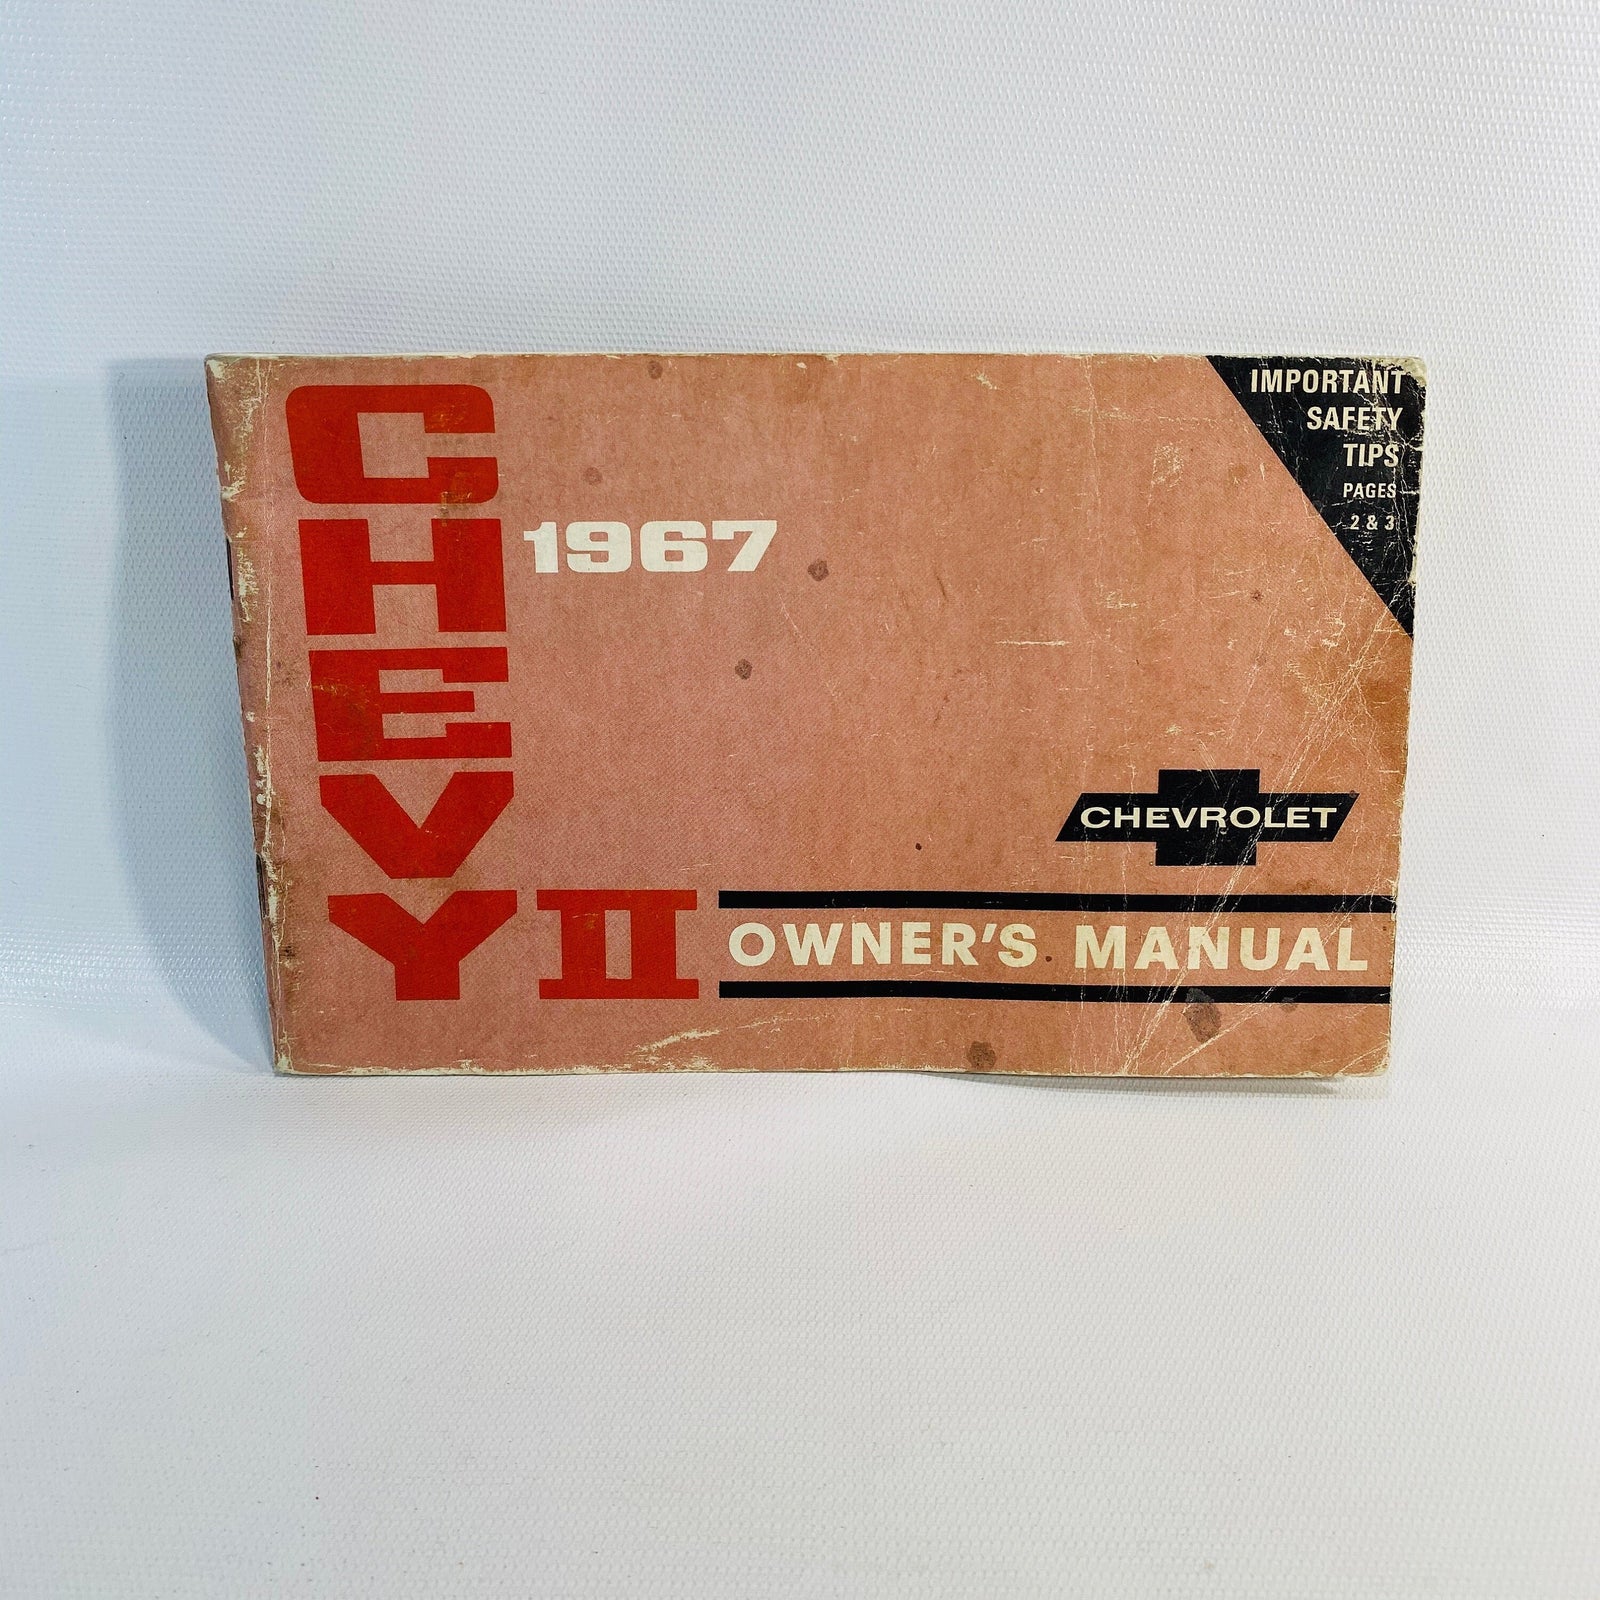 CHEVY II
1967
IMPORTANT
SAFETY
TIPS
PAGES
2 & 3
CHEVROLET
OWNER'S MANUAL